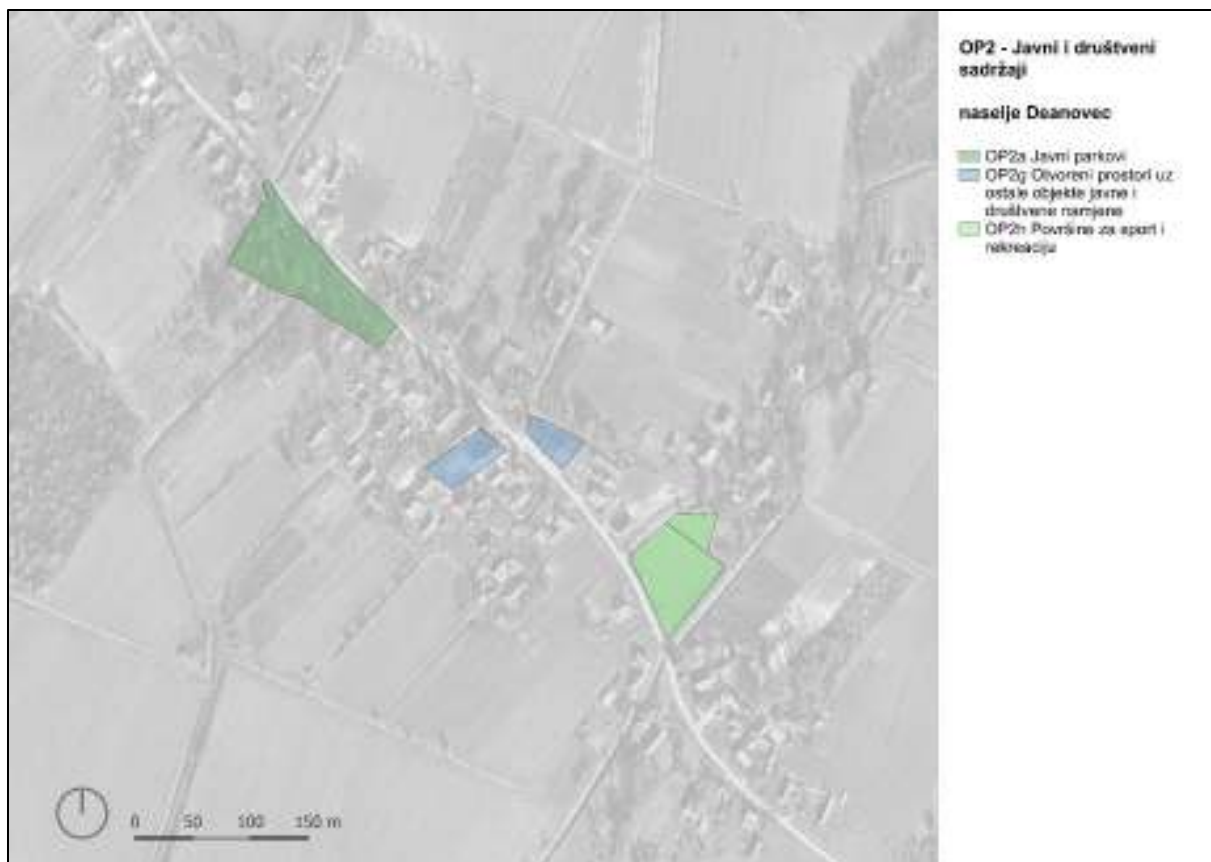 OP2 - Javni i društveni
sadržaji
naselje Deanovec
OP2a Javni parkovi
OP2g Otvoreni prostori uz
ostale objekte javne i
društvene namjene
OP2h Površine za sport i
rekreaciju
0 50 100 150 m